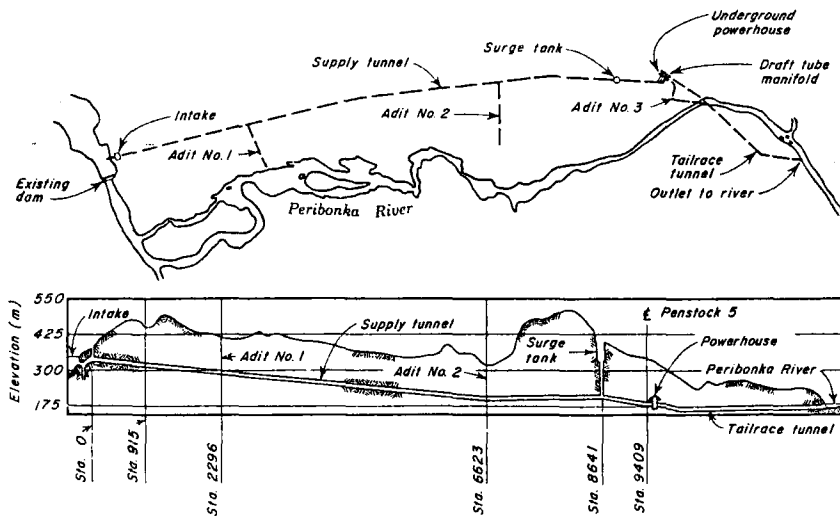 Underground
powerhouse
Surge tank
Draft tube
manifold
Supply tunnel
Intake
Adit No. 2
Adit No. 3
Adit No. 1
Existing
dam
Peribonka River
Tailrace
tunnel
Outlet to river
Elevation (m)
550
425
300
175
Intake
Supply tunnel
Adit No. 1
Adit No. 2
Surge
tank
℄ Penstock 5
Powerhouse
Peribonka River
Tailrace tunnel
Sta. 0
Sta. 915
Sta. 2296
Sta. 6623
Sta. 8641
Sta. 9409